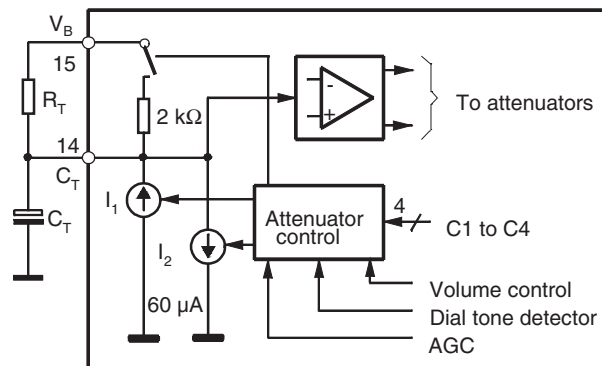 V_B
15
R_T
2 kΩ
-
+
To attenuators
14
C_T
C_T
I_1
I_2
60 µA
Attenuator
control
4
C1 to C4
Volume control
Dial tone detector
AGC